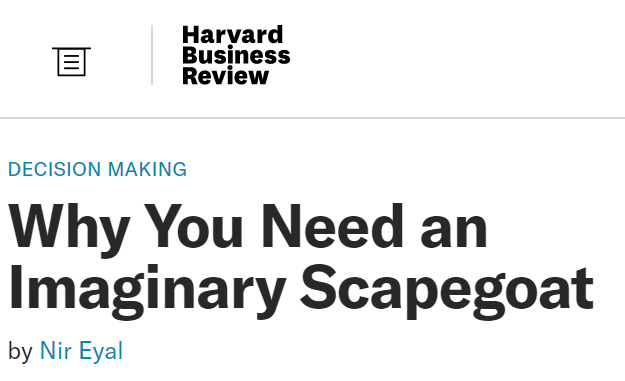 Harvard
Business
Review
DECISION MAKING
Why You Need an
Imaginary Scapegoat
by Nir Eyal